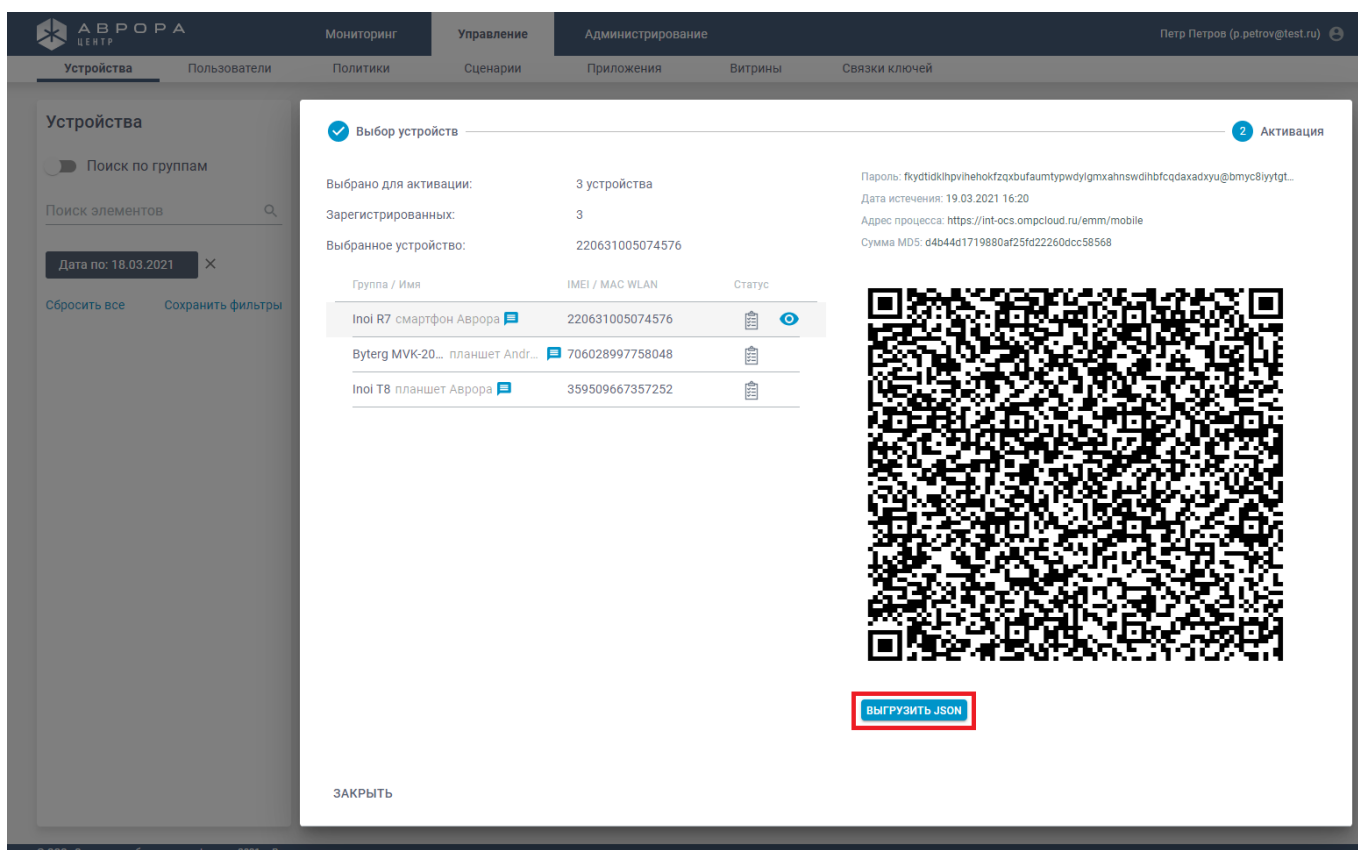 АВРОРА
ЦЕНТР
Мониторинг Управление Администрирование Петр Петров (p.petrov@test.ru)
Устройства Пользователи Политики Сценарии Приложения Витрины Связки ключей
Устройства
Поиск по группам
Поиск элементов
Дата по: 18.03.2021
Сбросить все Сохранить фильтры
Выбор устройств 2 Активация
Выбрано для активации: 3 устройства
Зарегистрированных: 3
Выбранное устройство: 220631005074576
Группа / Имя IMEI / MAC WLAN Статус
Inoi R7 смартфон Аврора 220631005074576
Byterg MVK-20... планшет Andr... 706028997758048
Inoi T8 планшет Аврора 359509667357252
Пароль: fkydtidklhpvihehokfzqxbufaumtypwdylgmxahnswdihbfcqdaxadxyu@bmyc8iyytgt...
Дата истечения: 19.03.2021 16:20
Адрес процесса: https://int-ocs.ompcloud.ru/emm/mobile
Сумма MD5: d4b44d1719880af25fd22260dcc58568
ВЫГРУЗИТЬ JSON
ЗАКРЫТЬ